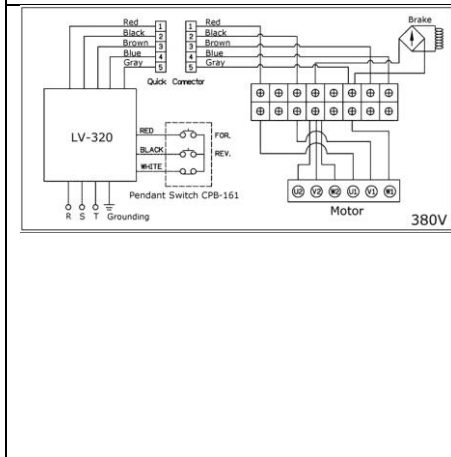 Red
Black
Brown
Blue
Gray
1
2
3
4
5
Quick Connector
1
2
3
4
5
Red
Black
Brown
Blue
Gray
Brake
LV-320
RED
BLACK
WHITE
FOR.
REV.
Pendant Switch CPB-161
R S T Grounding
U2 V2 W2 U1 V1 W1
Motor
380V